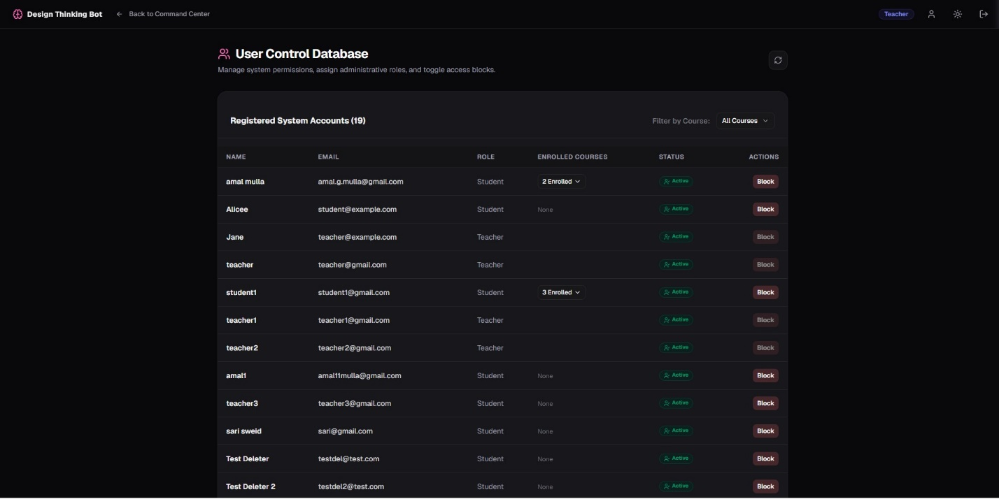 Design Thinking Bot Back to Command Center Teacher
User Control Database
Manage system permissions, assign administrative roles, and toggle access blocks.
Registered System Accounts (19) Filter by Course: All Courses
NAME EMAIL ROLE ENROLLED COURSES STATUS ACTIONS
amal mulla amal.g.mulla@gmail.com Student 2 Enrolled Active Block
Alicee student@example.com Student None Active Block
Jane teacher@example.com Teacher Active Block
teacher teacher@gmail.com Teacher Active Block
student1 student1@gmail.com Student 3 Enrolled Active Block
teacher1 teacher1@gmail.com Teacher Active Block
teacher2 teacher2@gmail.com Teacher Active Block
amal1 amal11mulla@gmail.com Student None Active Block
teacher3 teacher3@gmail.com Student None Active Block
sari sweid sari@gmail.com Student None Active Block
Test Deleter testdel@test.com Student None Active Block
Test Deleter 2 testdel2@test.com Student None Active Block